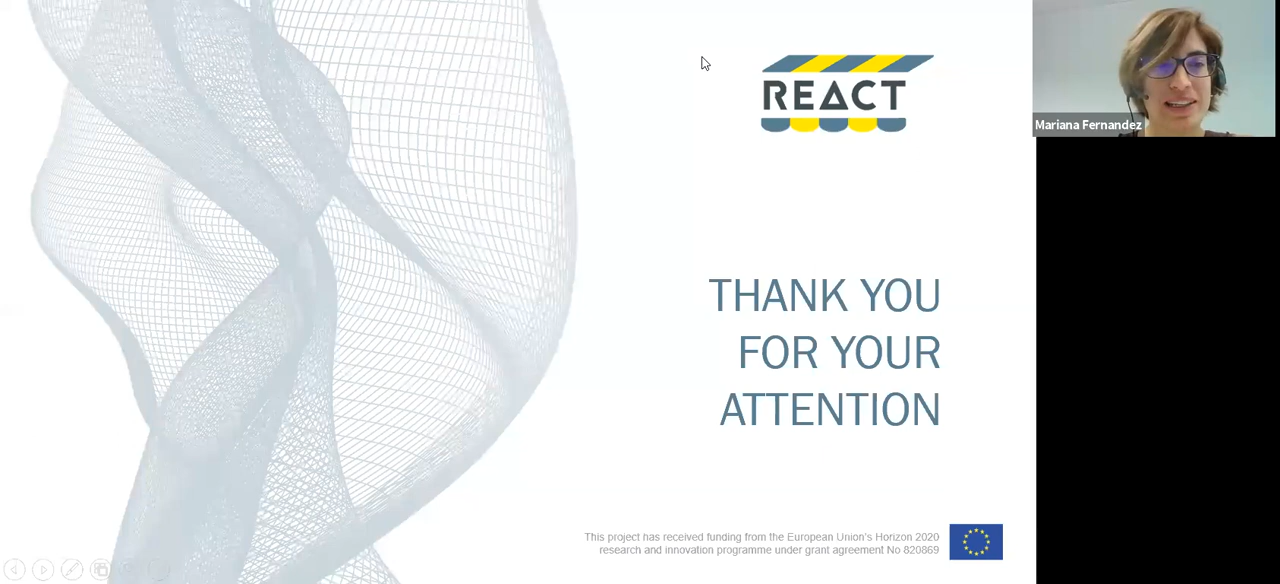 REACT
Mariana Fernandez
THANK YOU
FOR YOUR
ATTENTION
This project has received funding from the European Union's Horizon 2020
research and innovation programme under grant agreement No 820869